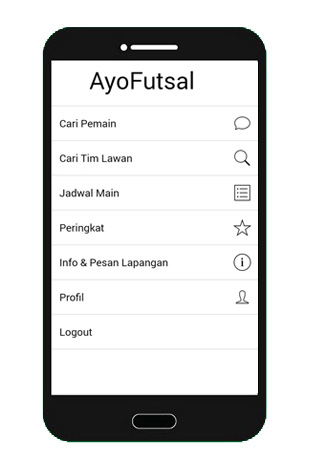 AyoFutsal
Cari Pemain
Cari Tim Lawan
Jadwal Main
Peringkat
Info & Pesan Lapangan
Profil
Logout